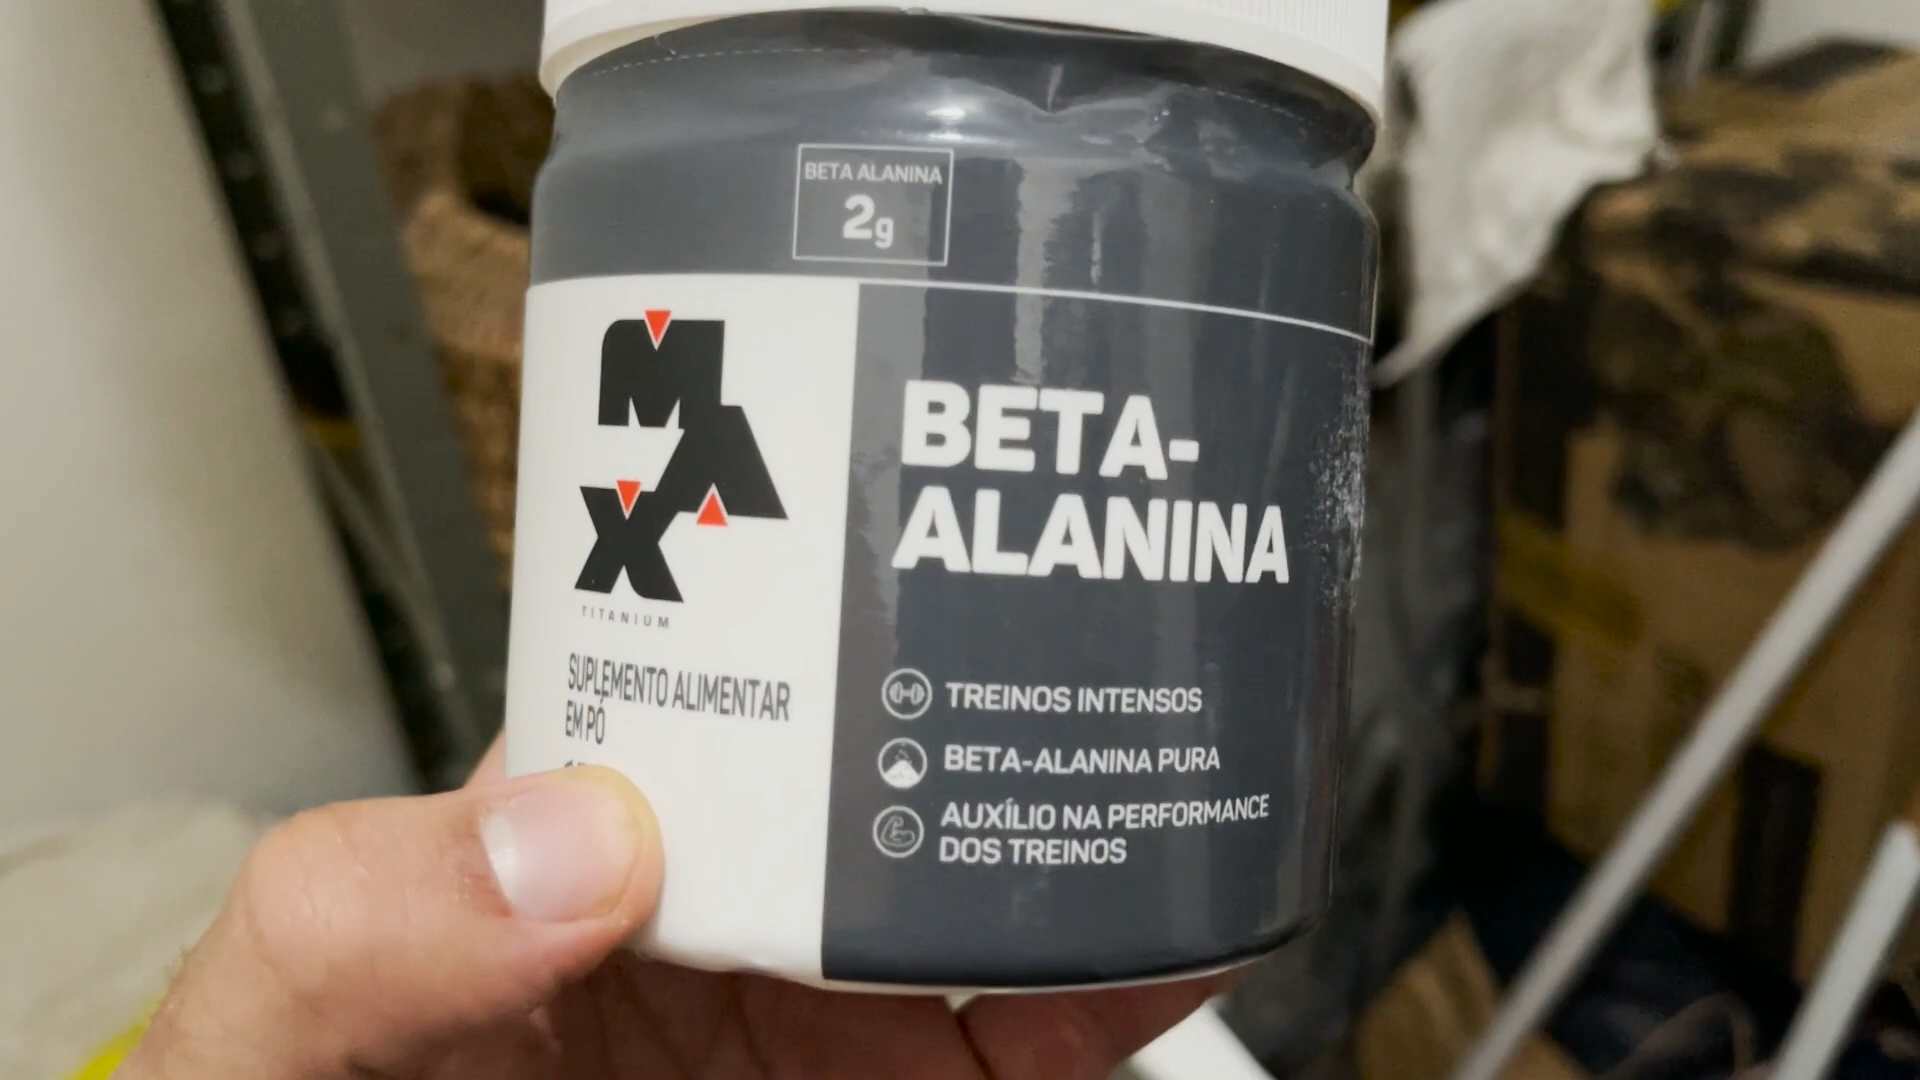 BETA ALANINA
2g
MAX
TITANIUM
SUPLEMENTO ALIMENTAR
EM PÓ
BETA-
ALANINA
TREINOS INTENSOS
BETA-ALANINA PURA
AUXÍLIO NA PERFORMANCE
DOS TREINOS